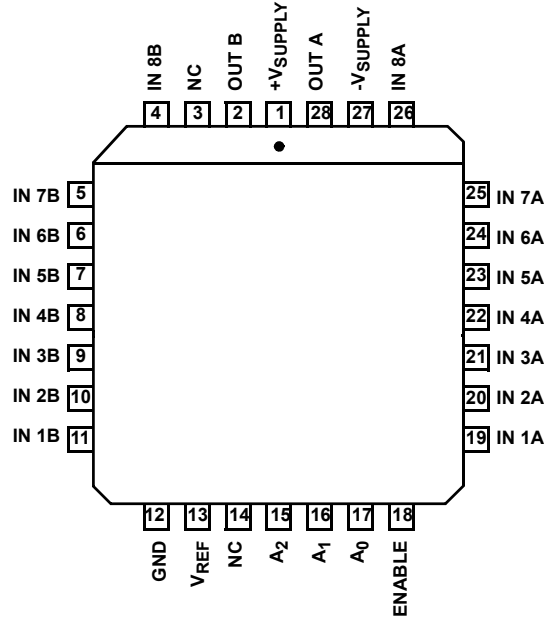 IN 8B
NC
OUT B
+VSUPPLY
OUT A
-VSUPPLY
IN 8A
4
3
2
1
28
27
26
IN 7B 5
IN 6B 6
IN 5B 7
IN 4B 8
IN 3B 9
IN 2B 10
IN 1B 11
25 IN 7A
24 IN 6A
23 IN 5A
22 IN 4A
21 IN 3A
20 IN 2A
19 IN 1A
12
13
14
15
16
17
18
GND
VREF
NC
A2
A1
A0
ENABLE